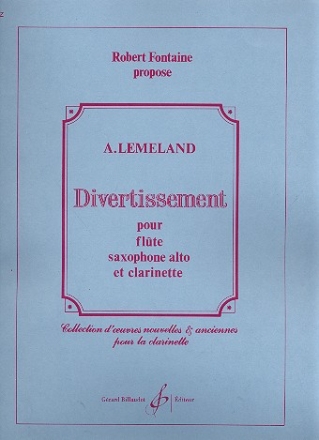 Robert Fontaine
propose
A.LEMELAND
Divertissement
pour
flûte
saxophone alto
et clarinette
Collection d'œuvres nouvelles & anciennes
pour la clarinette
Gérard Billaudot Éditeur